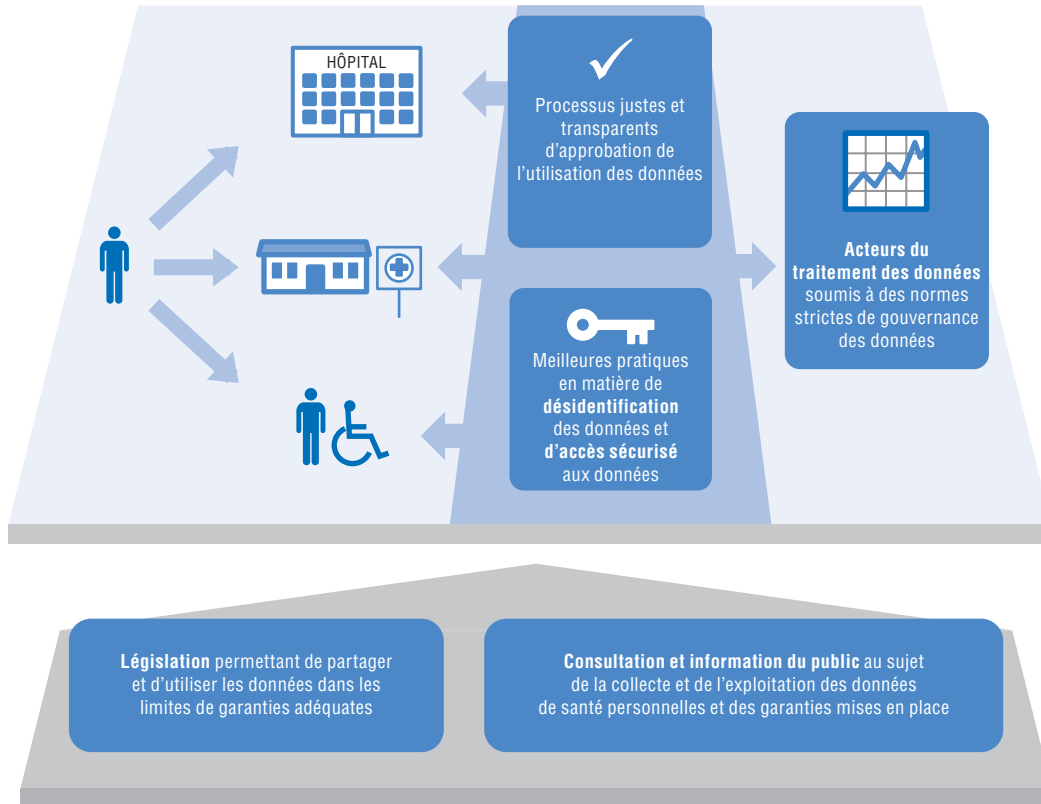 HÔPITAL
Processus justes et
transparents
d’approbation de
l’utilisation des données
Acteurs du
traitement des données
soumis à des normes
strictes de gouvernance
des données
Meilleures pratiques
en matière de
désidentification
des données et
d’accès sécurisé
aux données
Législation permettant de partager
et d’utiliser les données dans les
limites de garanties adéquates
Consultation et information du public au sujet
de la collecte et de l’exploitation des données
de santé personnelles et des garanties mises en place